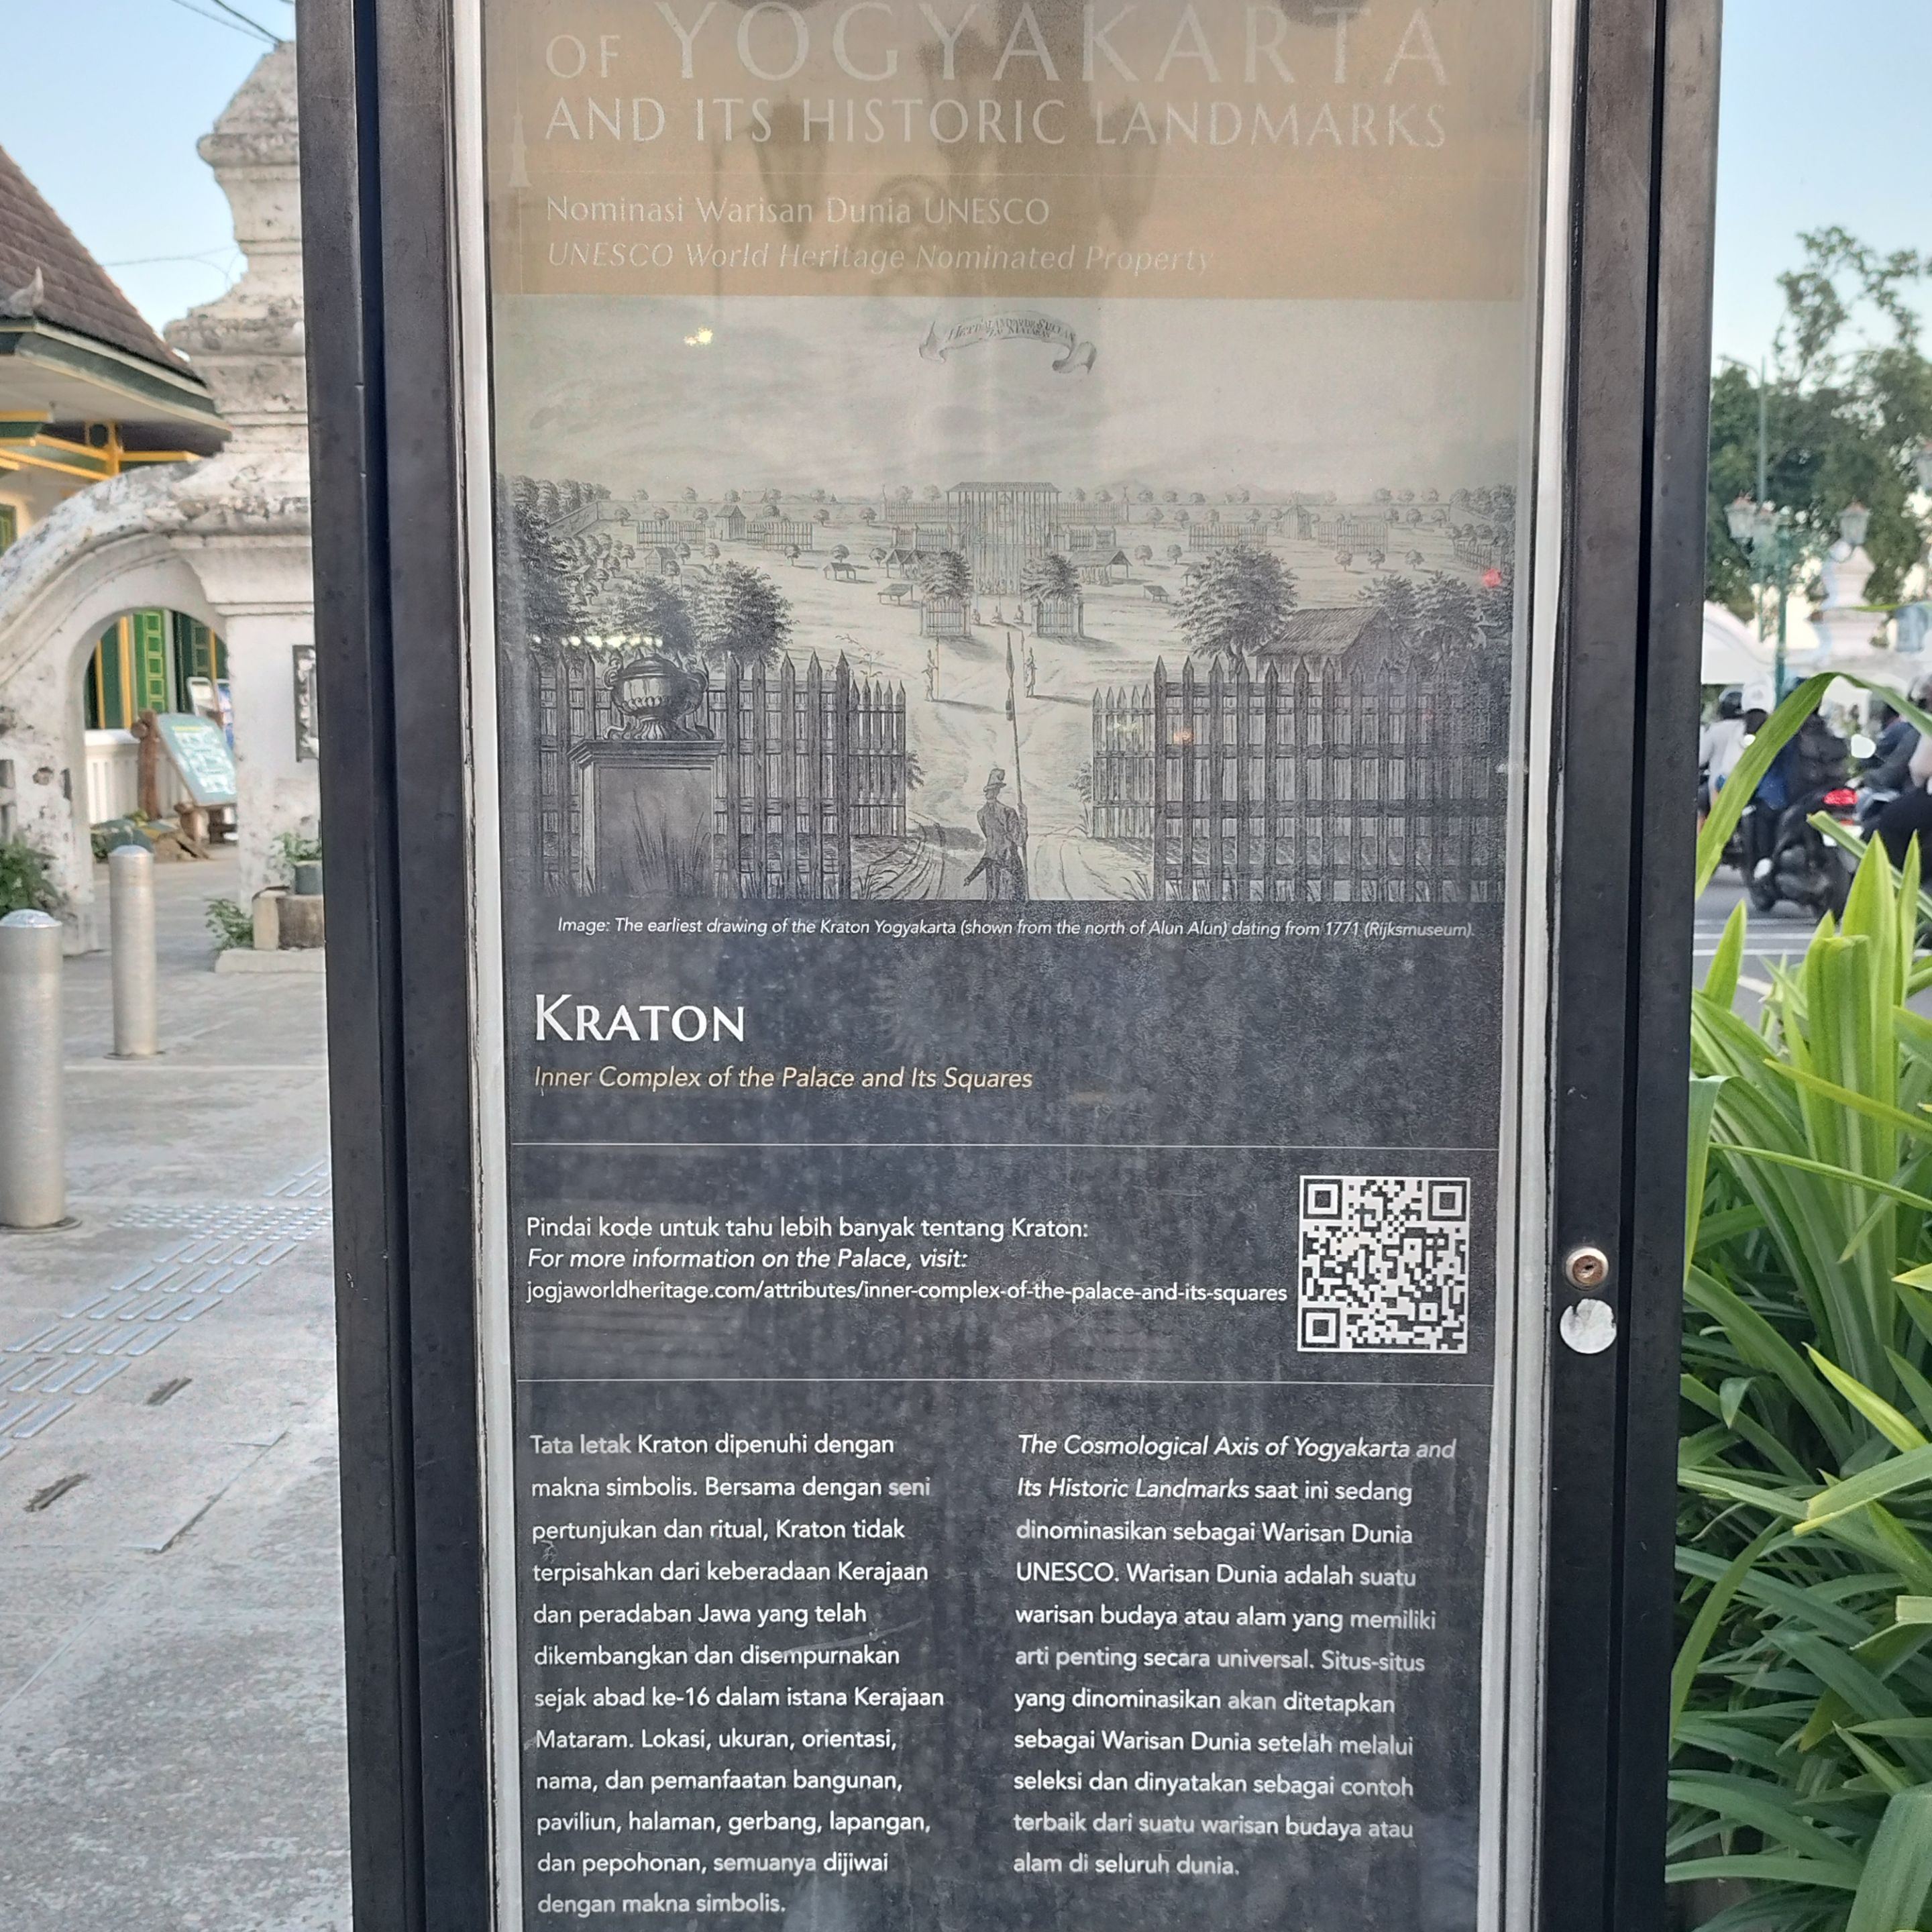 OF YOGYAKARTA
AND ITS HISTORIC LANDMARKS
Nominasi Warisan Dunia UNESCO
UNESCO World Heritage Nominated Property
Image: The earliest drawing of the Kraton Yogyakarta (shown from the north of Alun Alun) dating from 1771 (Rijksmuseum).
KRATON
Inner Complex of the Palace and Its Squares
Pindai kode untuk tahu lebih banyak tentang Kraton:
For more information on the Palace, visit:
jogjaworldheritage.com/attributes/inner-complex-of-the-palace-and-its-squares
Tata letak Kraton dipenuhi dengan
makna simbolis. Bersama dengan seni
pertunjukan dan ritual, Kraton tidak
terpisahkan dari keberadaan Kerajaan
dan peradaban Jawa yang telah
dikembangkan dan disempurnakan
sejak abad ke-16 dalam istana Kerajaan
Mataram. Lokasi, ukuran, orientasi,
nama, dan pemanfaatan bangunan,
paviliun, halaman, gerbang, lapangan,
dan pepohonan, semuanya dijiwai
dengan makna simbolis.
The Cosmological Axis of Yogyakarta and
Its Historic Landmarks saat ini sedang
dinominasikan sebagai Warisan Dunia
UNESCO. Warisan Dunia adalah suatu
warisan budaya atau alam yang memiliki
arti penting secara universal. Situs-situs
yang dinominasikan akan ditetapkan
sebagai Warisan Dunia setelah melalui
seleksi dan dinyatakan sebagai contoh
terbaik dari suatu warisan budaya atau
alam di seluruh dunia.